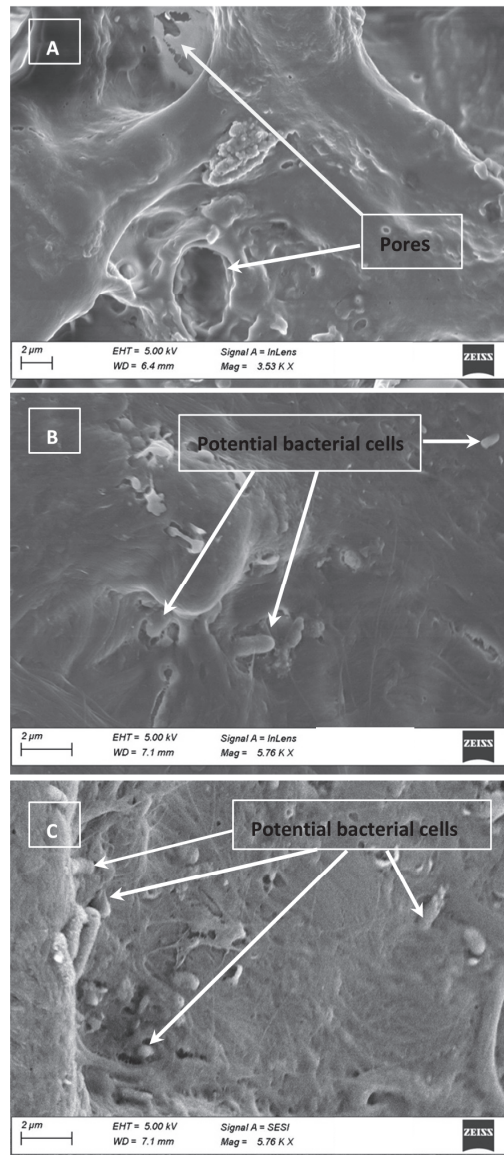 A
Pores
2 µm
EHT = 5.00 kV
Signal A = InLens
WD = 6.4 mm
Mag = 3.53 K X
ZEISS
B
Potential bacterial cells
2 µm
EHT = 5.00 kV
Signal A = InLens
WD = 7.1 mm
Mag = 5.76 K X
ZEISS
C
Potential bacterial cells
2 µm
EHT = 5.00 kV
Signal A = SESI
WD = 7.1 mm
Mag = 5.76 K X
ZEISS